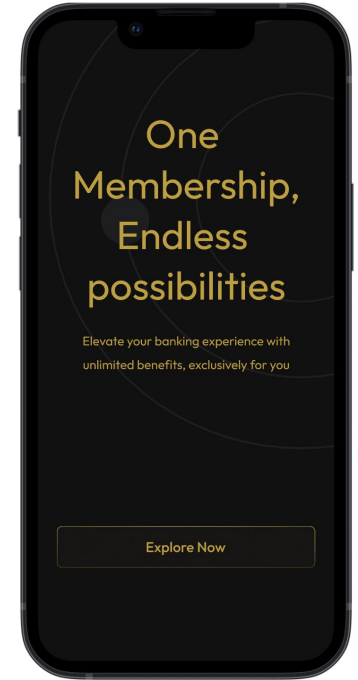 One
Membership,
Endless
possibilities
Elevate your banking experience with
unlimited benefits, exclusively for you
Explore Now